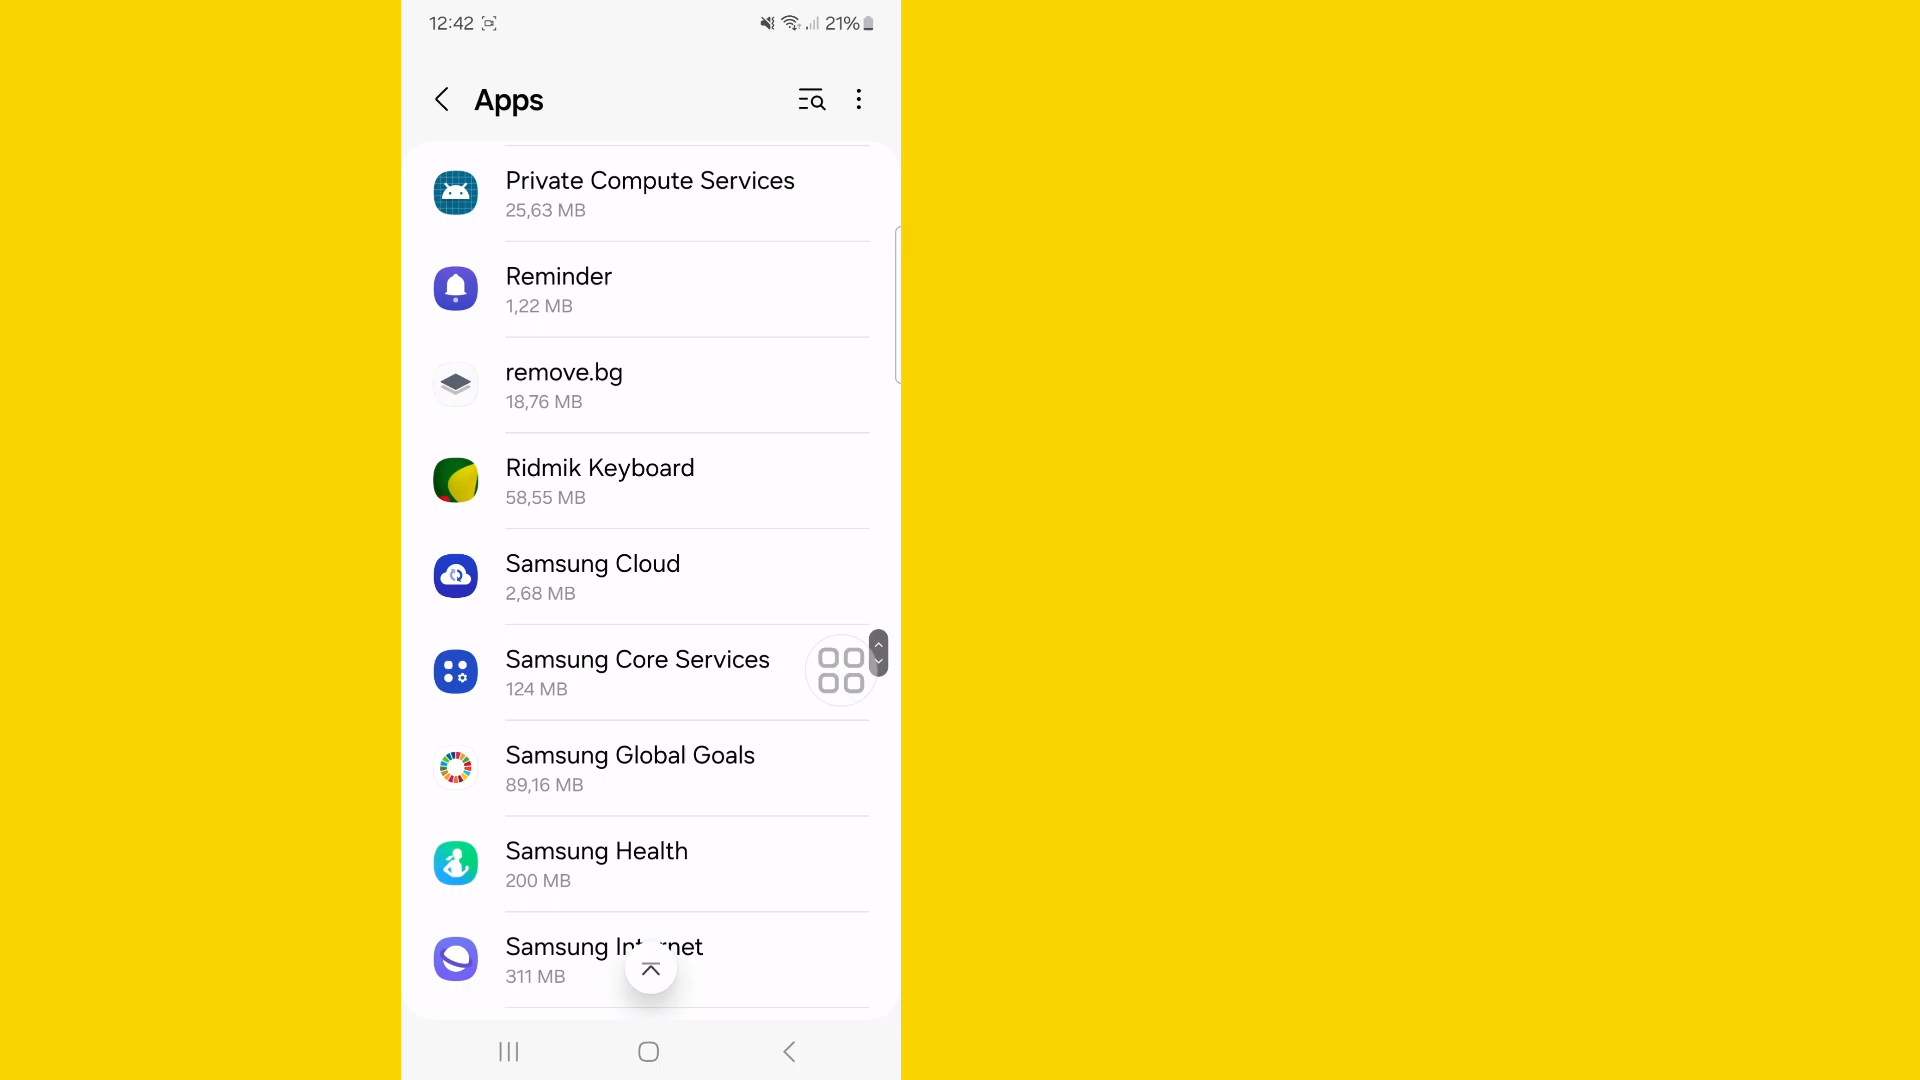 12:42 21%
Apps
Private Compute Services
25,63 MB
Reminder
1,22 MB
remove.bg
18,76 MB
Ridmik Keyboard
58,55 MB
Samsung Cloud
2,68 MB
Samsung Core Services
124 MB
Samsung Global Goals
89,16 MB
Samsung Health
200 MB
Samsung Internet
311 MB